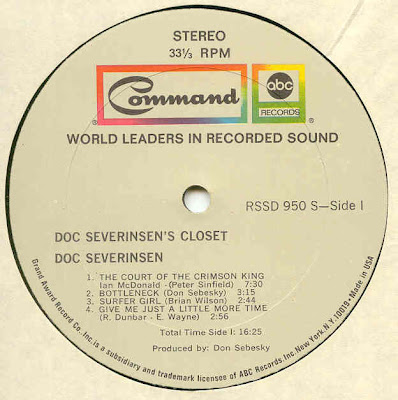 STEREO
33⅓ RPM
Command
abc
RECORDS
®
®
WORLD LEADERS IN RECORDED SOUND
RSSD 950 S—Side I
DOC SEVERINSEN'S CLOSET
DOC SEVERINSEN
1. THE COURT OF THE CRIMSON KING
Ian McDonald -(Peter Sinfield) 7:30
2. BOTTLENECK (Don Sebesky) 3:15
3. SURFER GIRL (Brian Wilson) 2:44
4. GIVE ME JUST A LITTLE MORE TIME
(R. Dunbar - E. Wayne) 2:56
Total Time Side I: 16:25
Produced by: Don Sebesky
Grand Award Record Co. Inc. is a subsidiary and trademark licensee of ABC Records, Inc. New York, N.Y. 10019 • Made in USA